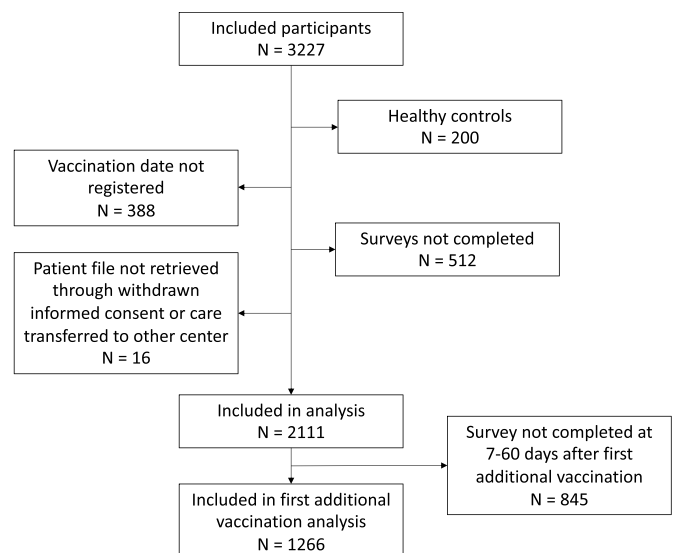 Included participants
N = 3227
Healthy controls
N = 200
Vaccination date not
registered
N = 388
Surveys not completed
N = 512
Patient file not retrieved
through withdrawn
informed consent or care
transferred to other center
N = 16
Included in analysis
N = 2111
Survey not completed at
7-60 days after first
additional vaccination
N = 845
Included in first additional
vaccination analysis
N = 1266